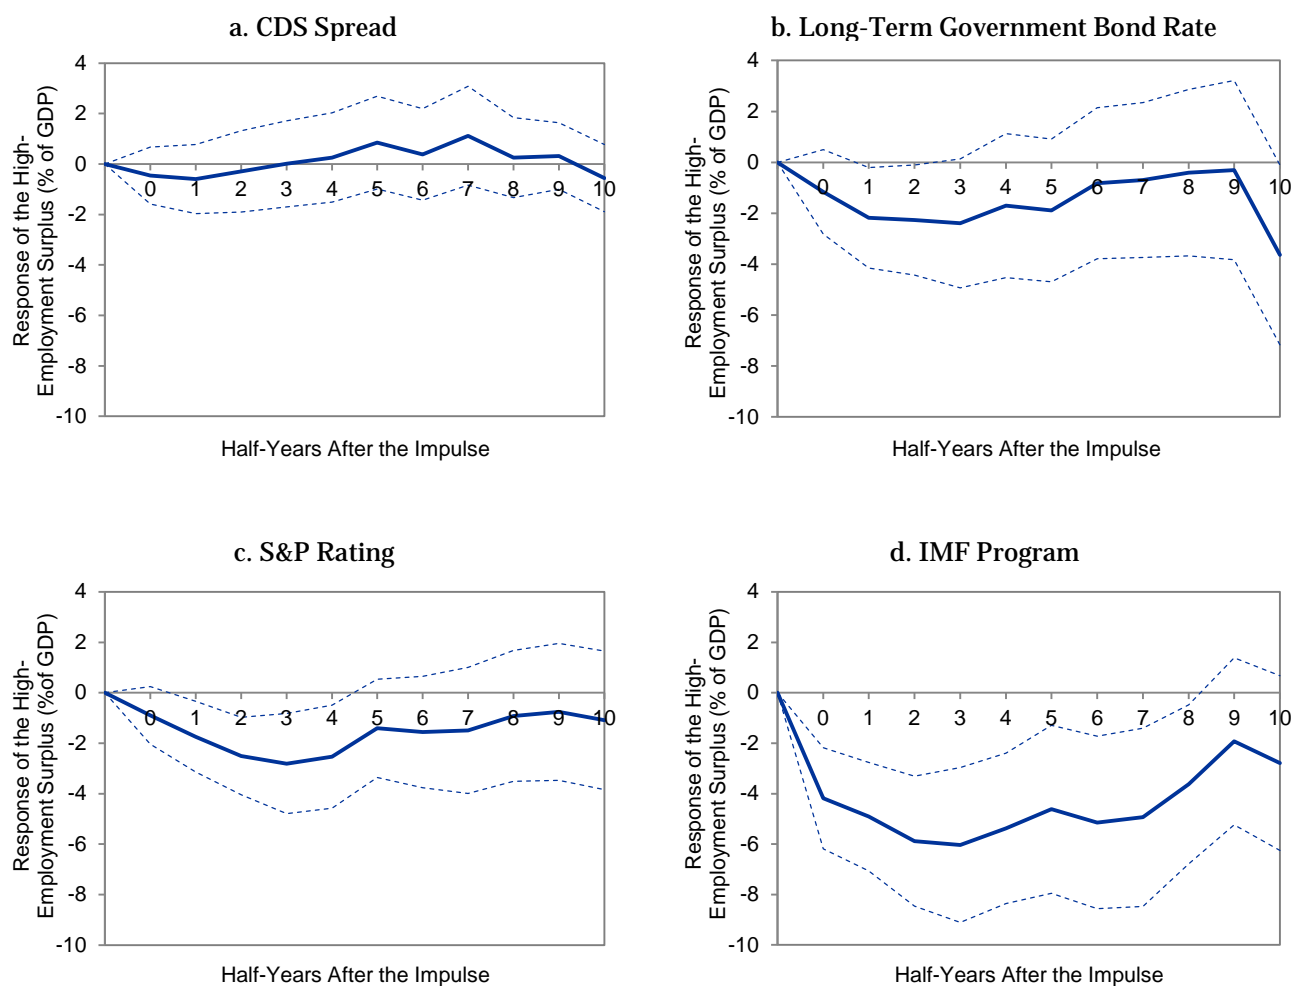 a. CDS Spread
Response of the High-
Employment Surplus (% of GDP)
4
2
0
-2
-4
-6
-8
-10
0 1 2 3 4 5 6 7 8 9 10
Half-Years After the Impulse
b. Long-Term Government Bond Rate
Response of the High-
Employment Surplus (% of GDP)
4
2
0
-2
-4
-6
-8
-10
0 1 2 3 4 5 6 7 8 9 10
Half-Years After the Impulse
c. S&P Rating
Response of the High-
Employment Surplus (%of GDP)
4
2
0
-2
-4
-6
-8
-10
0 1 2 3 4 5 6 7 8 9 10
Half-Years After the Impulse
d. IMF Program
Response of the High-
Employment Surplus (% of GDP)
4
2
0
-2
-4
-6
-8
-10
0 1 2 3 4 5 6 7 8 9 10
Half-Years After the Impulse